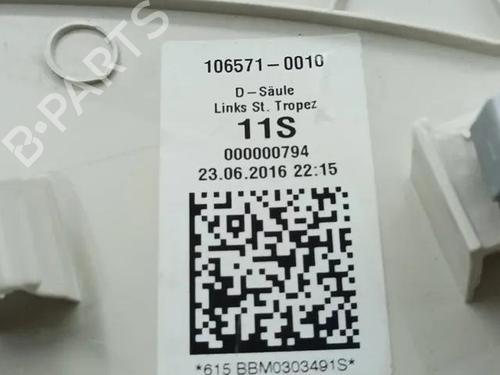 106571-0010
D-Säule
Links St. Tropez
11S
000000794
23.06.2016 22:15
*615 BBM0303491S*
B-PARTS